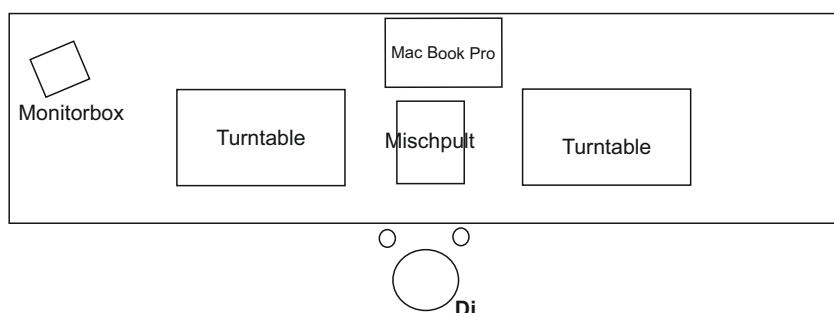 Mac Book Pro
Monitorbox
Turntable
Mischpult
Turntable
Dj